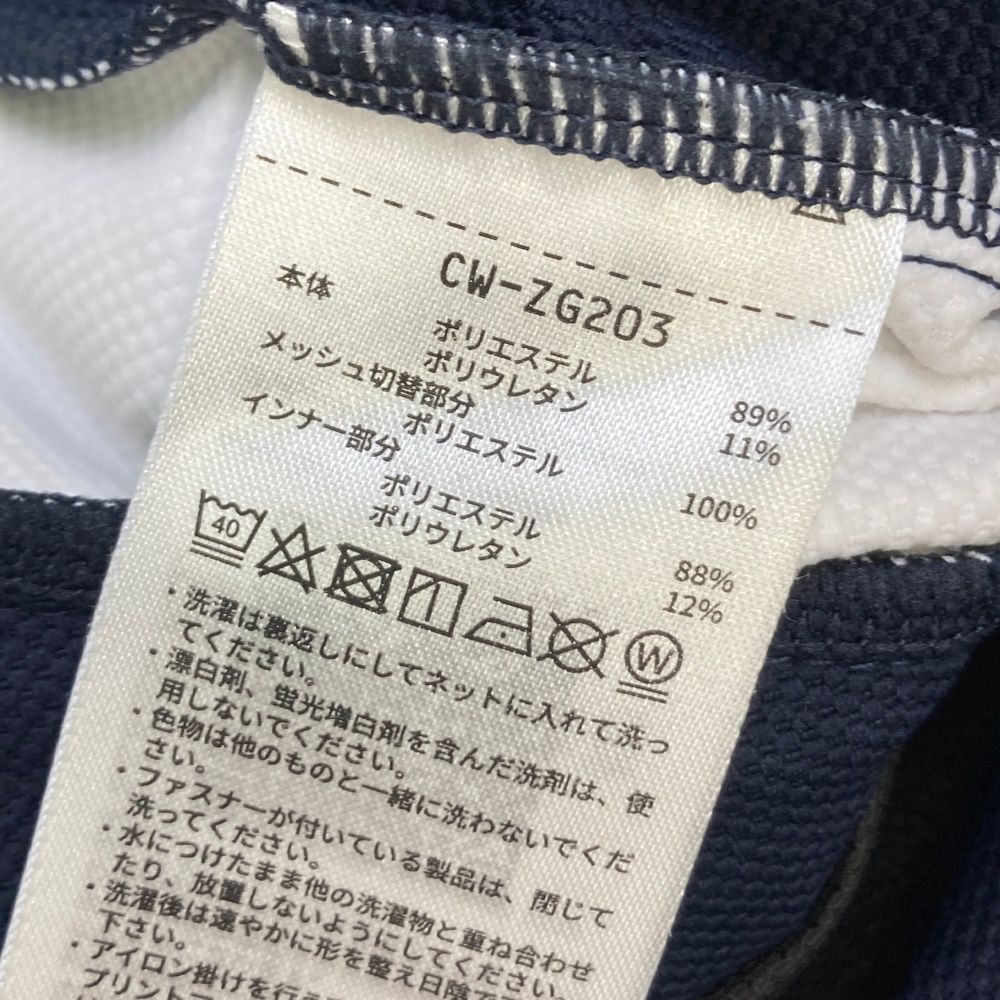 CW-ZG203
本体
ポリエステル 89%
ポリウレタン 11%
メッシュ切替部分
ポリエステル 100%
インナー部分
ポリエステル 88%
ポリウレタン 12%
40 W
・洗濯は裏返しにしてネットに入れて洗っ
てください。
・漂白剤、蛍光増白剤を含んだ洗剤は、使
用しないでください。
・色物は他のものと一緒に洗わないでくだ
さい。
・ファスナーが付いている製品は、閉じて
洗ってください。
・水につけたまま他の洗濯物と重ね合わせ
たり、放置しないようにしてください。
・洗濯後は速やかに形を整え日陰で
下さい。
・アイロン掛けを行う
プリント